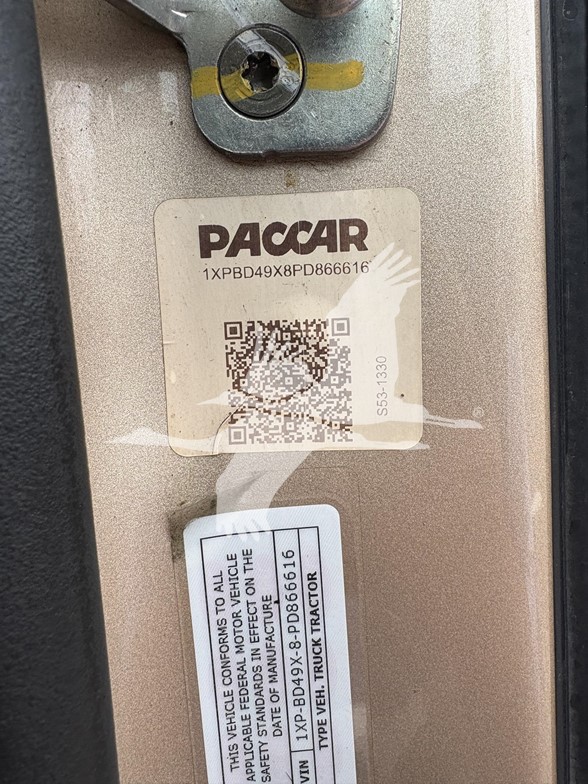 PACCAR
1XPBD49X8PD866616
S53-1330
®
THIS VEHICLE CONFORMS TO ALL
APPLICABLE FEDERAL MOTOR VEHICLE
SAFETY STANDARDS IN EFFECT ON THE
DATE OF MANUFACTURE
VIN 1XP-BD49X-8-PD866616
TYPE VEH. TRUCK TRACTOR